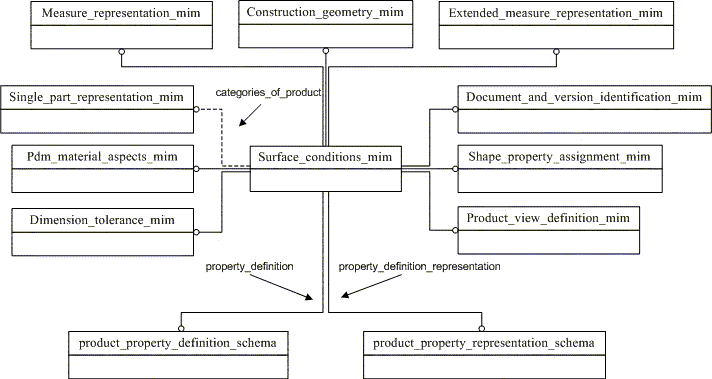 Measure_representation_mim
Construction_geometry_mim
Extended_measure_representation_mim
Single_part_representation_mim
categories_of_product
Document_and_version_identification_mim
Pdm_material_aspects_mim
Surface_conditions_mim
Shape_property_assignment_mim
Dimension_tolerance_mim
Product_view_definition_mim
property_definition
property_definition_representation
product_property_definition_schema
product_property_representation_schema